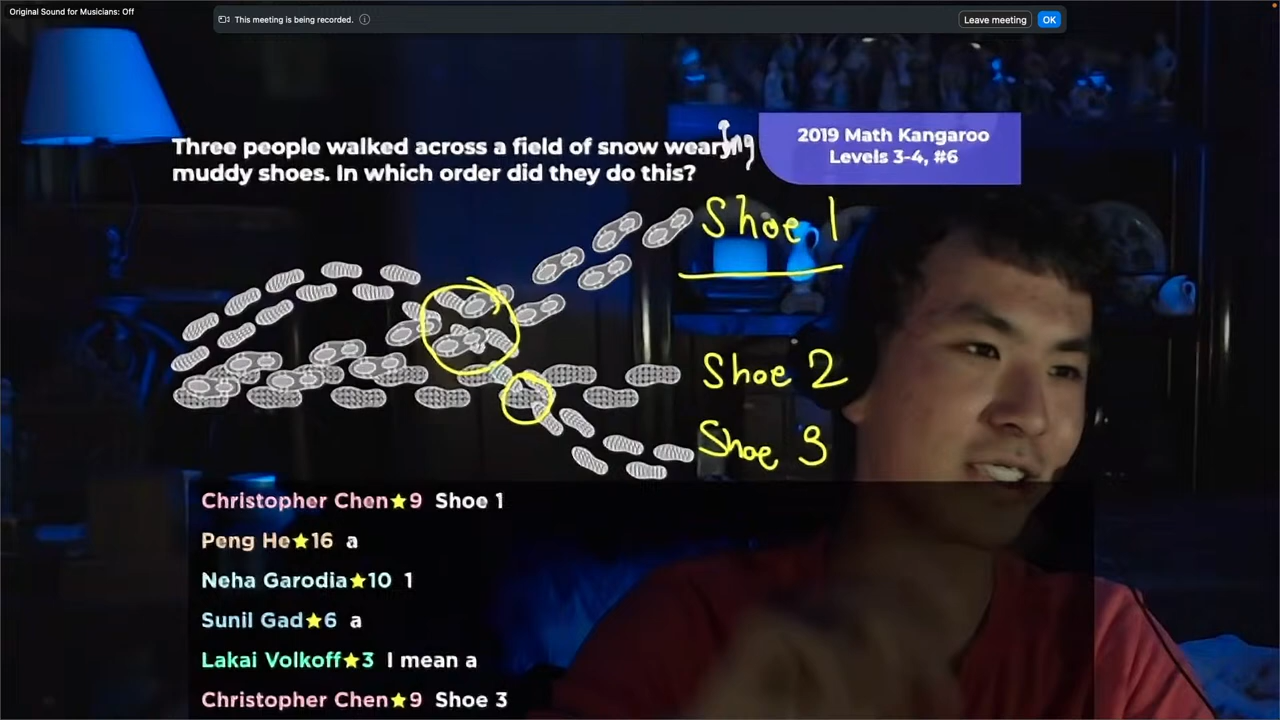 Original Sound for Musicians: Off
This meeting is being recorded.
Leave meeting
OK
Three people walked across a field of snow wearing
muddy shoes. In which order did they do this?
2019 Math Kangaroo
Levels 3-4, #6
Shoe 1
Shoe 2
Shoe 3
Christopher Chen★9 Shoe 1
Peng He★16 a
Neha Garodia★10 1
Sunil Gad★6 a
Lakai Volkoff★3 I mean a
Christopher Chen★9 Shoe 3